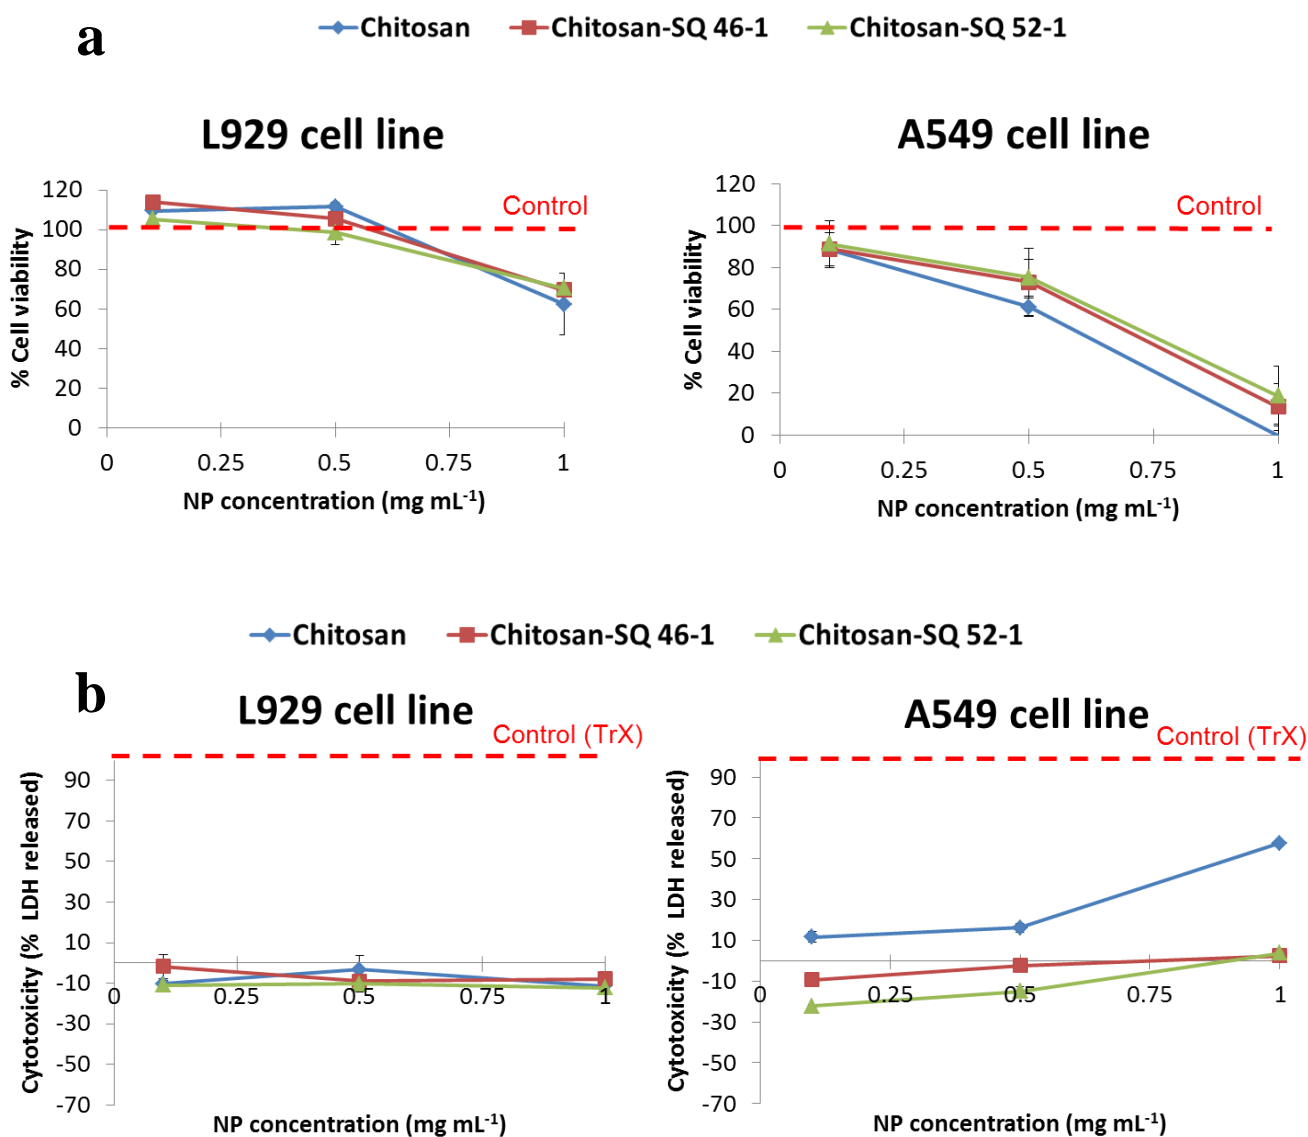 a
Chitosan Chitosan-SQ 46-1 Chitosan-SQ 52-1
L929 cell line
120
100
80
60
40
20
0
Control
% Cell viability
0 0.25 0.5 0.75 1
NP concentration (mg mL⁻¹)
A549 cell line
120
100
80
60
40
20
0
Control
% Cell viability
0 0.25 0.5 0.75 1
NP concentration (mg mL⁻¹)
Chitosan Chitosan-SQ 46-1 Chitosan-SQ 52-1
b
L929 cell line
Control (TrX)
90
70
50
30
10
-10
-30
-50
-70
Cytotoxicity (% LDH released)
0 0.25 0.5 0.75 1
NP concentration (mg mL⁻¹)
A549 cell line
Control (TrX)
90
70
50
30
10
-10
-30
-50
-70
Cytotoxicity (% LDH released)
0 0.25 0.5 0.75 1
NP concentration (mg mL⁻¹)